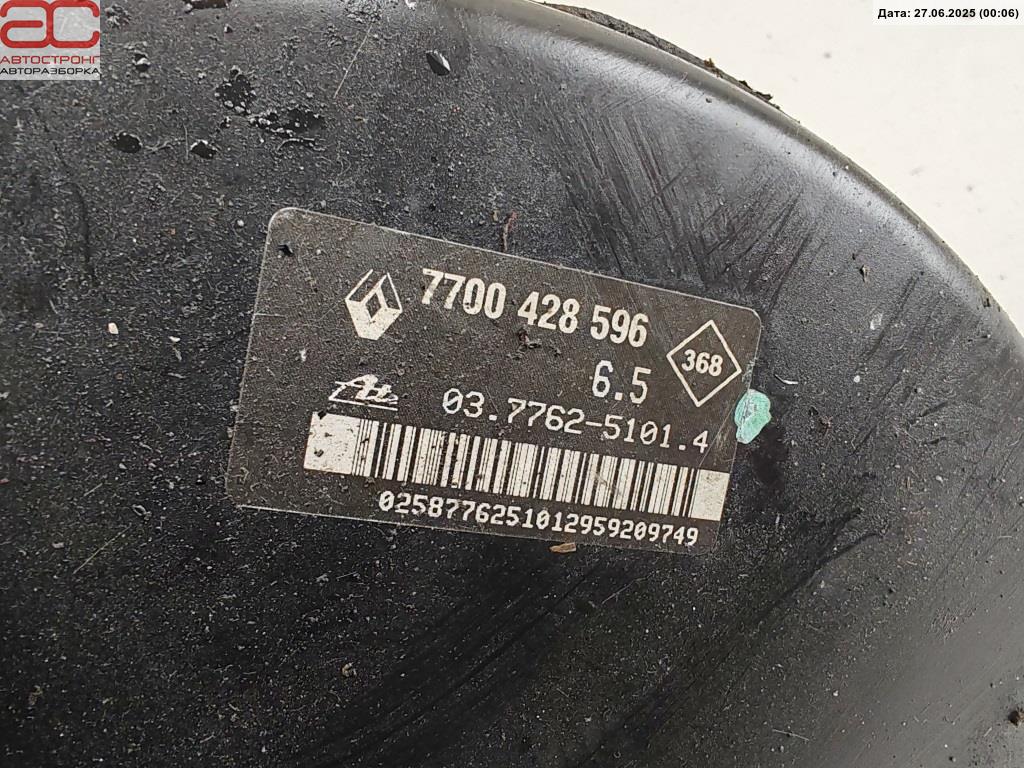 ac
АВТОСТРОНГ
АВТОРАЗБОРКА
Дата: 27.06.2025 (00:06)
7700 428 596
368
6.5
Ate 03.7762-5101.4
0258776251012959209749